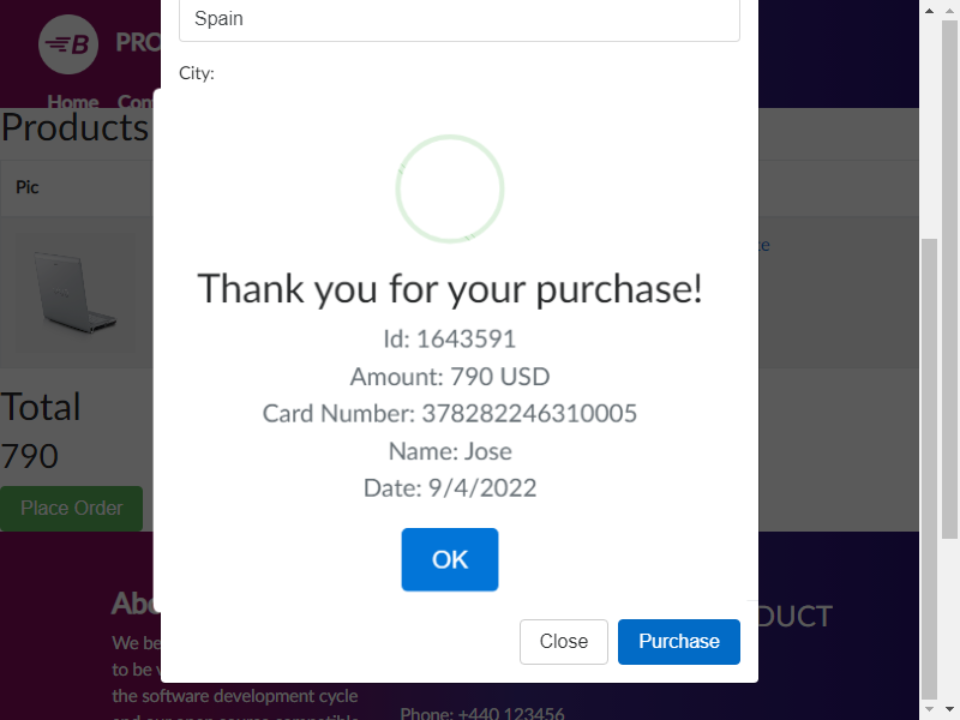 Spain
PRO
City:
Home Con
Products
Pic
Thank you for your purchase!
Id: 1643591
Amount: 790 USD
Card Number: 378282246310005
Name: Jose
Date: 9/4/2022
OK
Total
790
Place Order
Close Purchase
We be
to be
the software development cycle
DUCT
Phone: +440 123456